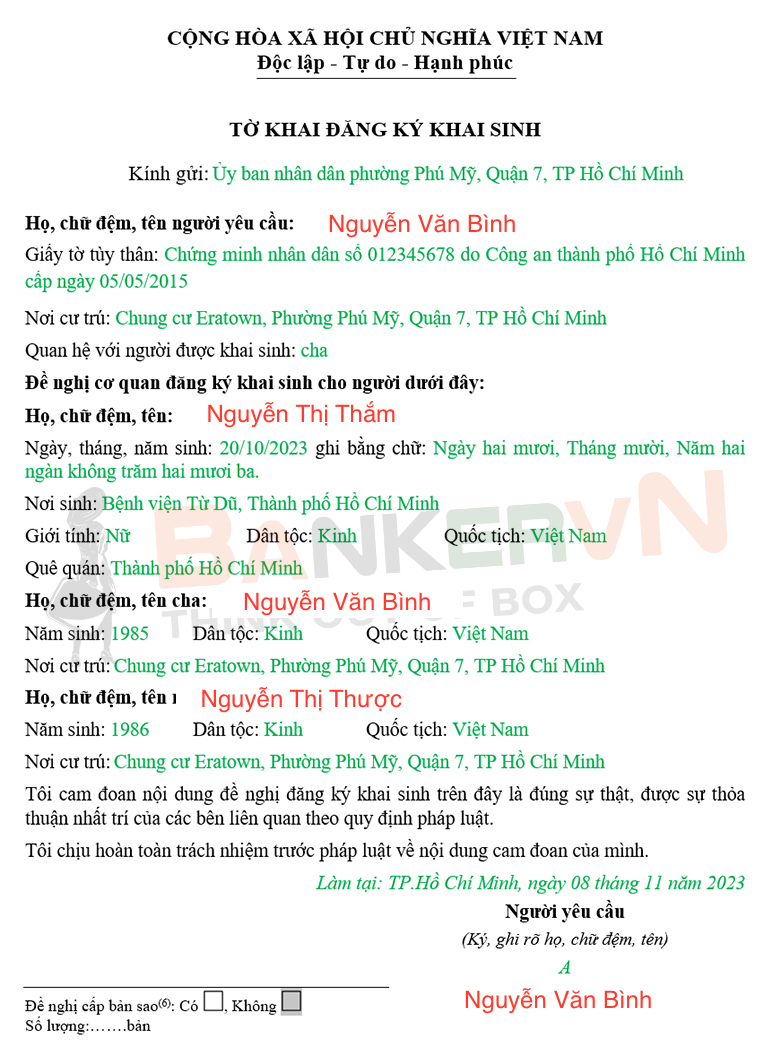 CỘNG HÒA XÃ HỘI CHỦ NGHĨA VIỆT NAM
Độc lập - Tự do - Hạnh phúc
TỜ KHAI ĐĂNG KÝ KHAI SINH
Kính gửi: Ủy ban nhân dân phường Phú Mỹ, Quận 7, TP Hồ Chí Minh
Họ, chữ đệm, tên người yêu cầu: Nguyễn Văn Bình
Giấy tờ tùy thân: Chứng minh nhân dân số 012345678 do Công an thành phố Hồ Chí Minh
cấp ngày 05/05/2015
Nơi cư trú: Chung cư Eratown, Phường Phú Mỹ, Quận 7, TP Hồ Chí Minh
Quan hệ với người được khai sinh: cha
Đề nghị cơ quan đăng ký khai sinh cho người dưới đây:
Họ, chữ đệm, tên: Nguyễn Thị Thắm
Ngày, tháng, năm sinh: 20/10/2023 ghi bằng chữ: Ngày hai mươi, Tháng mười, Năm hai
ngàn không trăm hai mươi ba.
Nơi sinh: Bệnh viện Từ Dũ, Thành phố Hồ Chí Minh
BANKERVN
Giới tính: Nữ Dân tộc: Kinh Quốc tịch: Việt Nam
Quê quán: Thành phố Hồ Chí Minh
Họ, chữ đệm, tên cha: Nguyễn Văn Bình
THINK OUT OF BOX
Năm sinh: 1985 Dân tộc: Kinh Quốc tịch: Việt Nam
Nơi cư trú: Chung cư Eratown, Phường Phú Mỹ, Quận 7, TP Hồ Chí Minh
Họ, chữ đệm, tên Nguyễn Thị Thược
Năm sinh: 1986 Dân tộc: Kinh Quốc tịch: Việt Nam
Nơi cư trú: Chung cư Eratown, Phường Phú Mỹ, Quận 7, TP Hồ Chí Minh
Tôi cam đoan nội dung đề nghị đăng ký khai sinh trên đây là đúng sự thật, được sự thỏa
thuận nhất trí của các bên liên quan theo quy định pháp luật.
Tôi chịu hoàn toàn trách nhiệm trước pháp luật về nội dung cam đoan của mình.
Làm tại: TP.Hồ Chí Minh, ngày 08 tháng 11 năm 2023
Người yêu cầu
(Ký, ghi rõ họ, chữ đệm, tên)
A
Nguyễn Văn Bình
Đề nghị cấp bản sao(6): Có , Không
Số lượng:…….bản